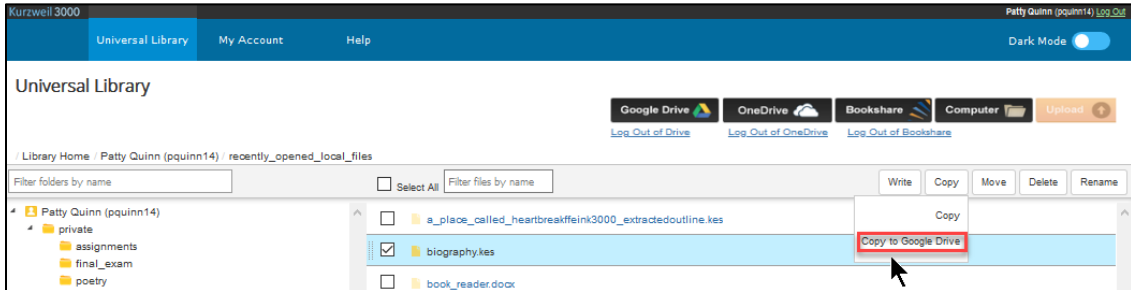 Kurzweil 3000
Patty Quinn (pquinn14) Log Out
Universal Library My Account Help Dark Mode
Universal Library
Google Drive OneDrive Bookshare Computer Upload
Log Out of Drive Log Out of OneDrive Log Out of Bookshare
/ Library Home / Patty Quinn (pquinn14) / recently_opened_local_files
Filter folders by name Select All Filter files by name Write Copy Move Delete Rename
Patty Quinn (pquinn14)
private
assignments
final_exam
poetry
a_place_called_heartbreakffeink3000_extractedoutline.kes
biography.kes
book_reader.docx
Copy
Copy to Google Drive